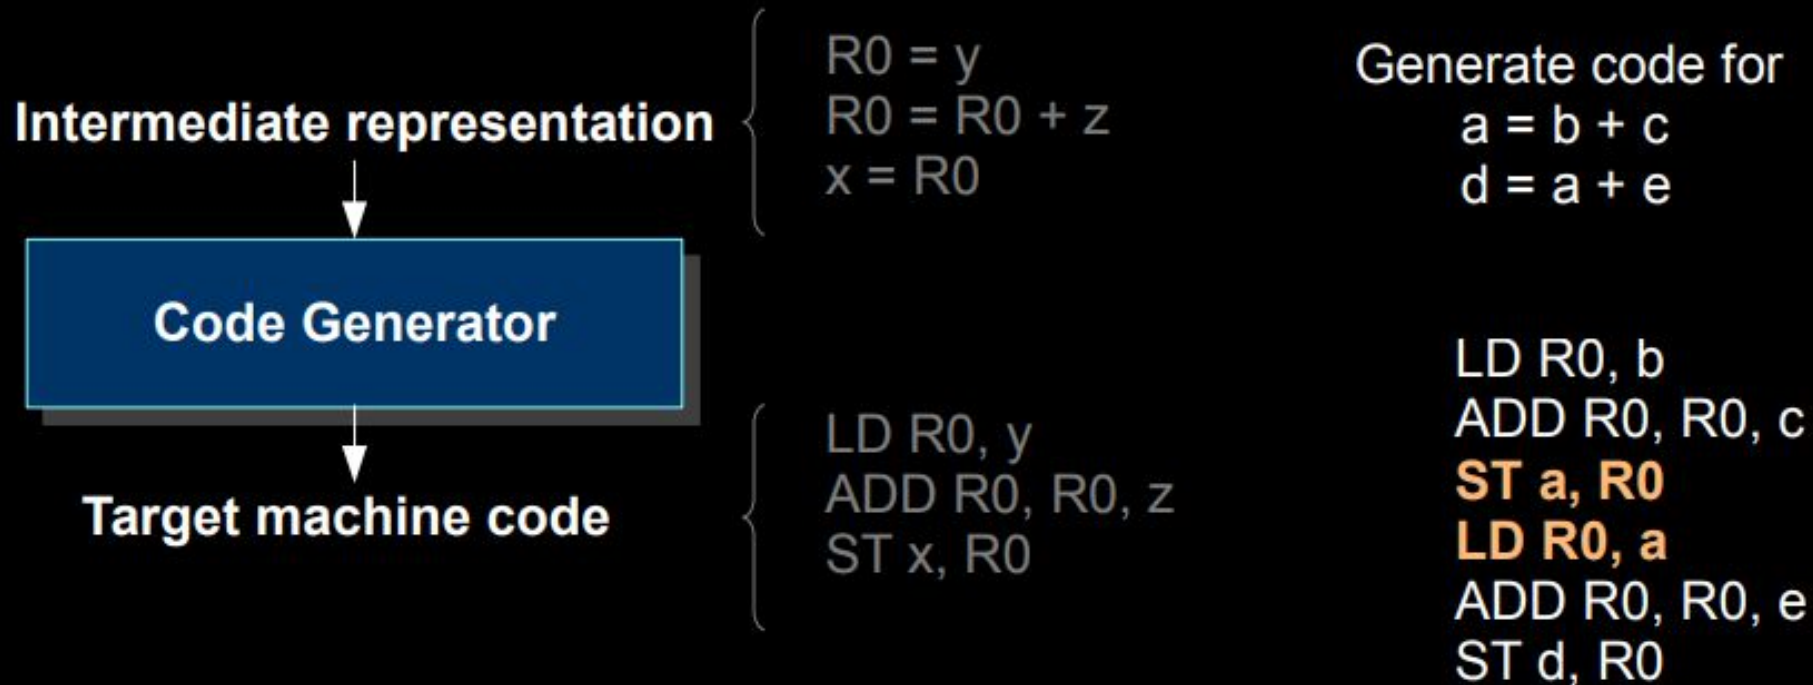 Intermediate representation
Code Generator
Target machine code
R0 = y
R0 = R0 + z
x = R0
LD R0, y
ADD R0, R0, z
ST x, R0
Generate code for
a = b + c
d = a + e
LD R0, b
ADD R0, R0, c
ST a, R0
LD R0, a
ADD R0, R0, e
ST d, R0